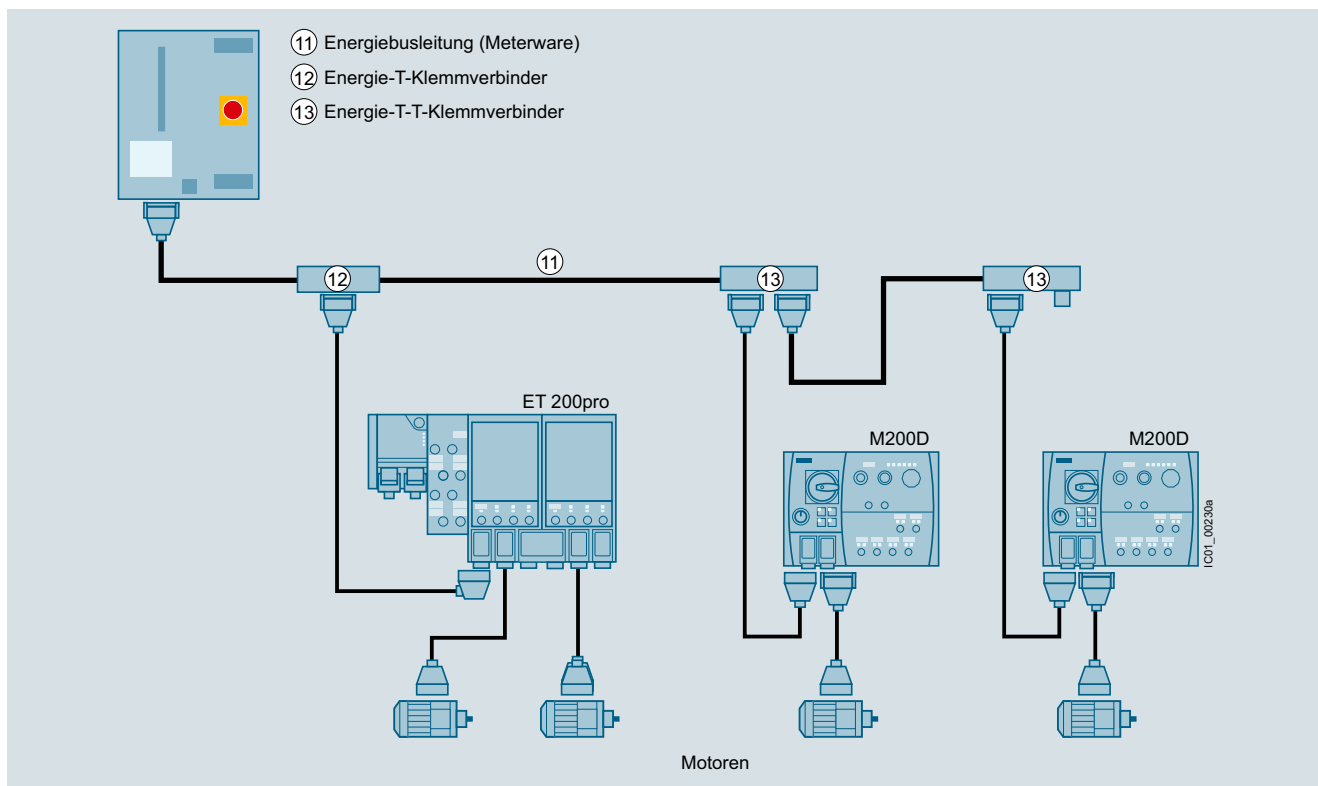 11 Energiebusleitung (Meterware)
12 Energie-T-Klemmverbinder
13 Energie-T-T-Klemmverbinder
11
12
13
13
ET 200pro
M200D
M200D
IC01_00230a
Motoren